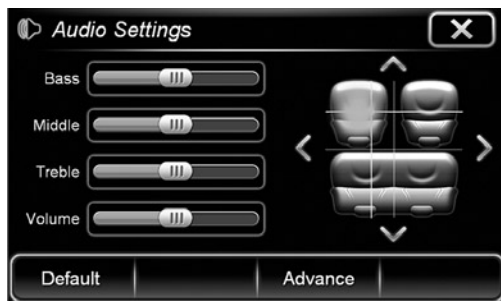 Audio Settings
Bass
Middle
Treble
Volume
Default Advance